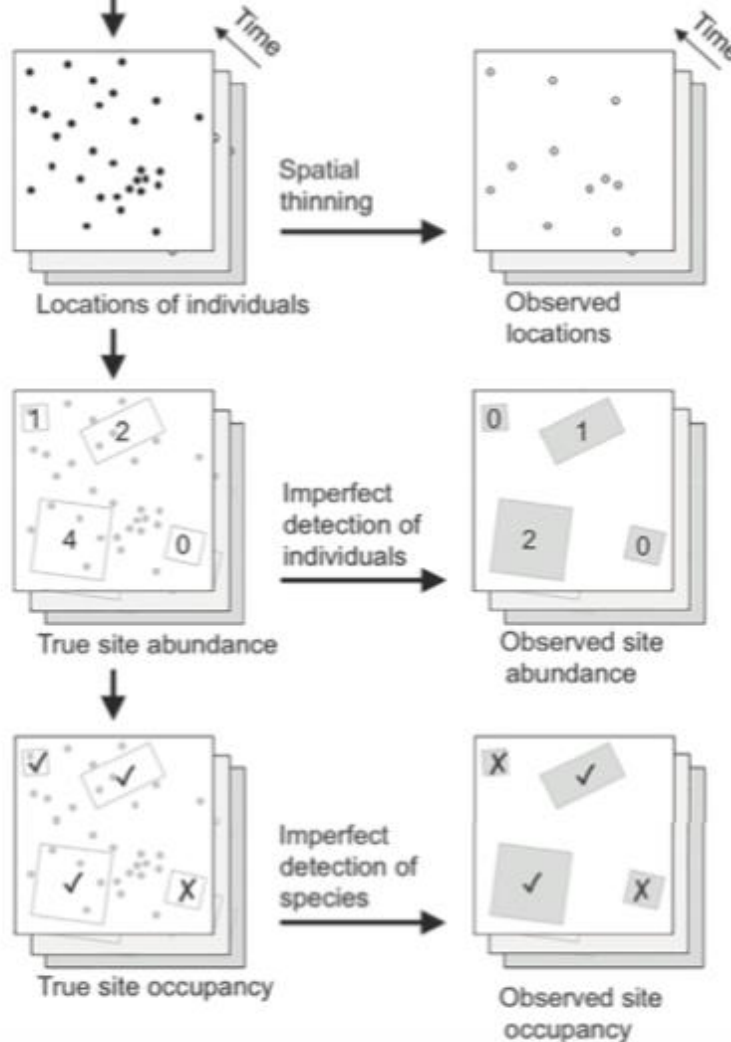 Time
Time
Spatial
thinning
Locations of individuals
Observed
locations
1
2
4
0
Imperfect
detection of
individuals
0
1
2
0
True site abundance
Observed site
abundance
✓
✓
✓
X
Imperfect
detection of
species
X
✓
✓
X
True site occupancy
Observed site
occupancy